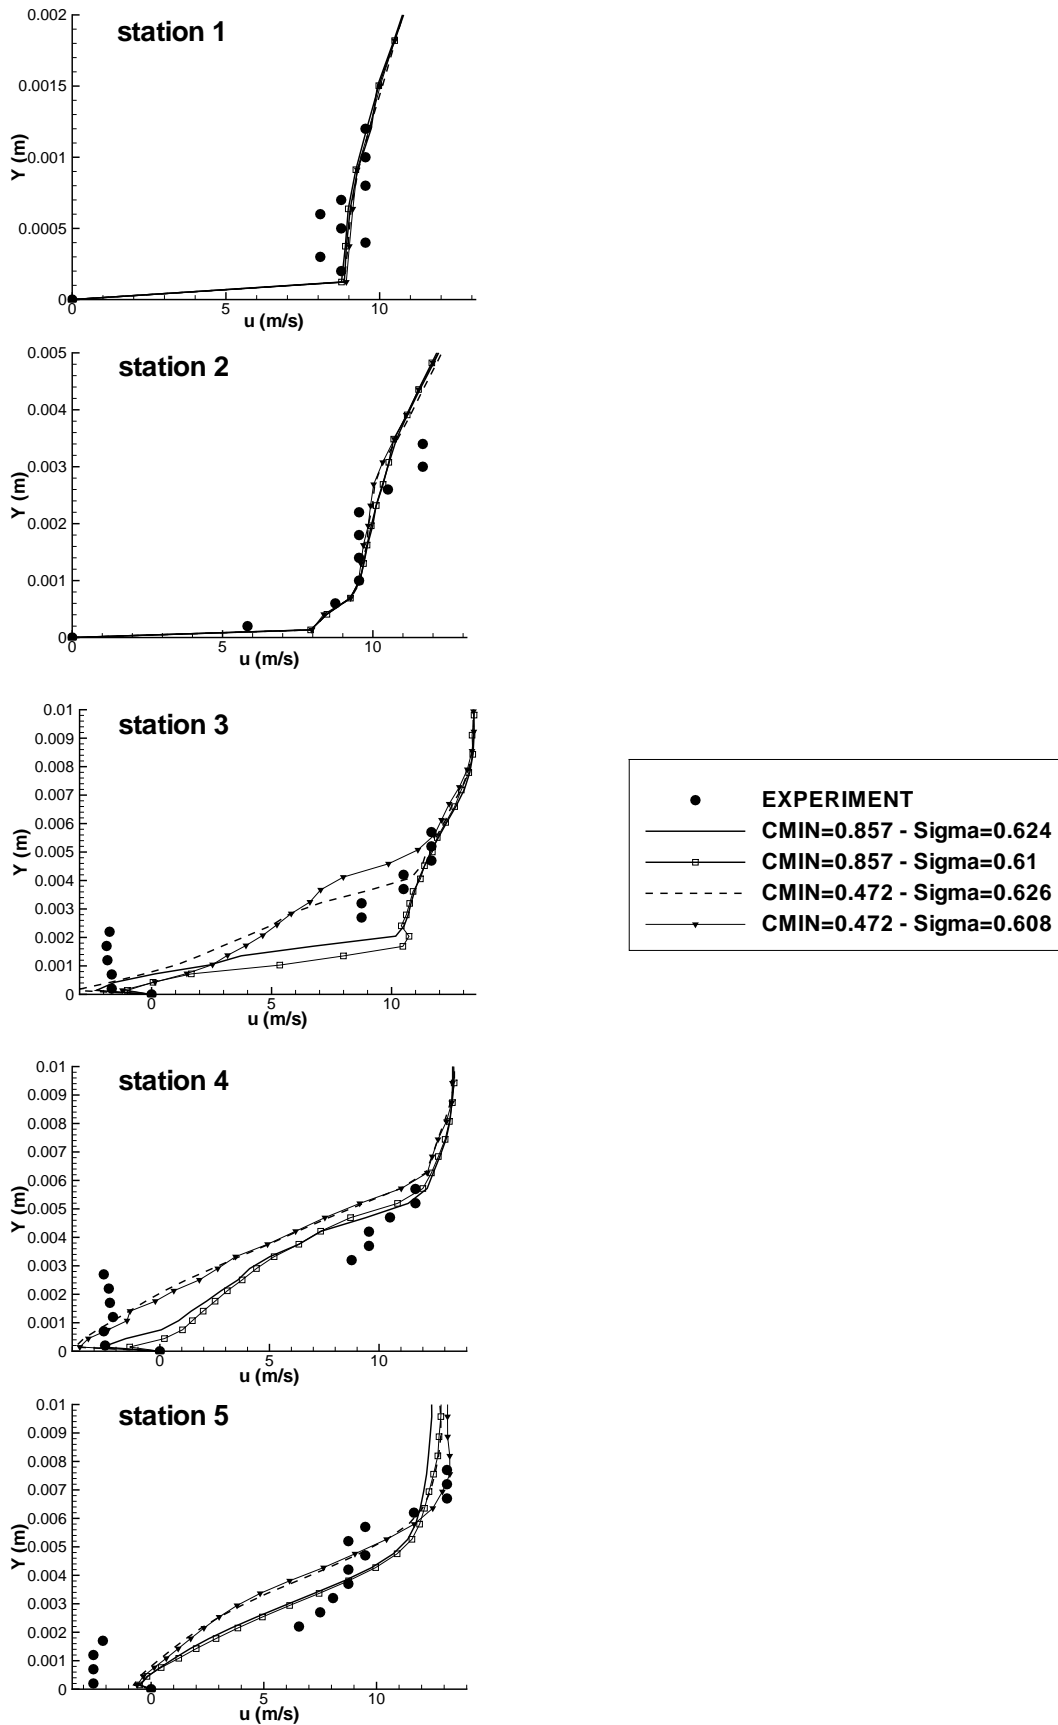 station 1
0.002
0.0015
0.001
0.0005
0
Y (m)
5
10
u (m/s)
station 2
0.005
0.003
0.002
0.001
0
Y (m)
5
10
u (m/s)
station 3
0.01
0.009
0.008
0.007
0.006
0.005
0.004
0.003
0.002
0.001
0
Y (m)
0
5
10
u (m/s)
EXPERIMENT
CMIN=0.857 - Sigma=0.624
CMIN=0.857 - Sigma=0.61
CMIN=0.472 - Sigma=0.626
CMIN=0.472 - Sigma=0.608
station 4
0.01
0.009
0.008
0.007
0.006
0.005
0.004
0.003
0.002
0.001
0
Y (m)
0
5
10
u (m/s)
station 5
0.01
0.009
0.008
0.007
0.006
0.005
0.004
0.003
0.002
0.001
0
Y (m)
0
5
10
u (m/s)